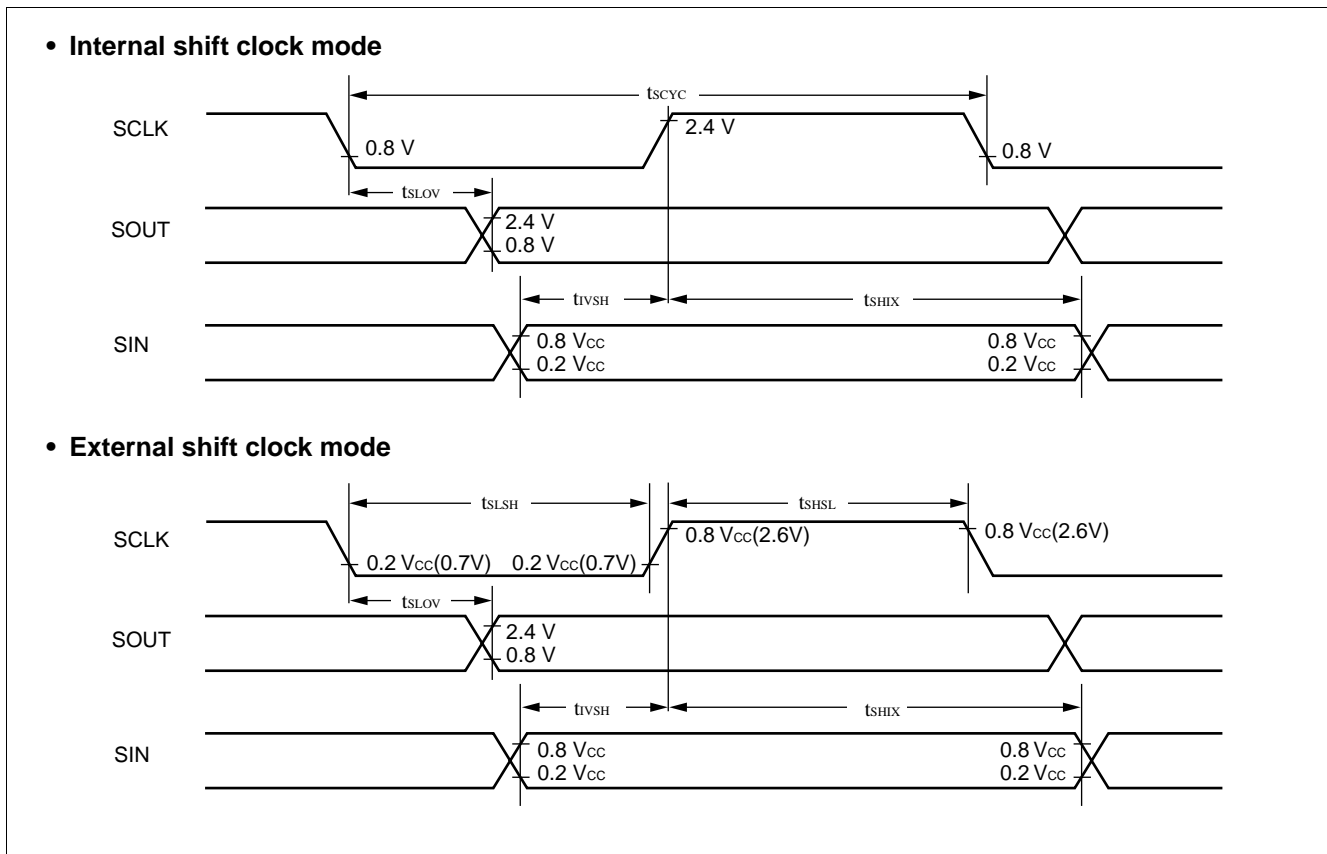 • Internal shift clock mode
tSCYC
SCLK
0.8 V
2.4 V
0.8 V
tSLOV
SOUT
2.4 V
0.8 V
tIVSH
tSHIX
SIN
0.8 VCC
0.2 VCC
0.8 VCC
0.2 VCC
• External shift clock mode
tSLSH
tSHSL
SCLK
0.2 VCC(0.7V)
0.2 VCC(0.7V)
0.8 VCC(2.6V)
0.8 VCC(2.6V)
tSLOV
SOUT
2.4 V
0.8 V
tIVSH
tSHIX
SIN
0.8 VCC
0.2 VCC
0.8 VCC
0.2 VCC